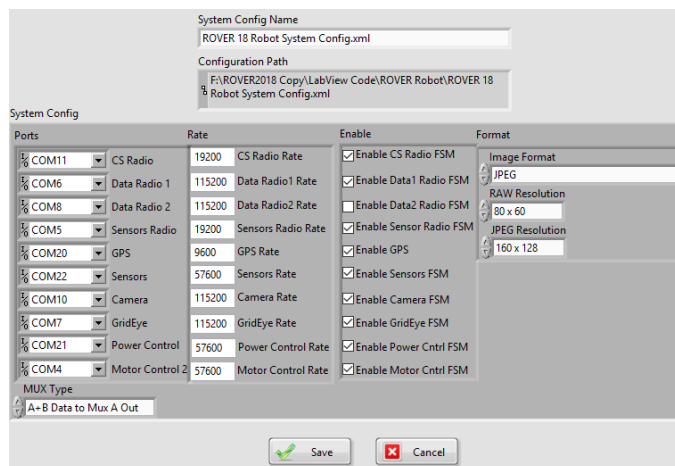 System Config Name
ROVER 18 Robot System Config.xml
Configuration Path
F:\ROVER2018 Copy\LabView Code\ROVER Robot\ROVER 18
Robot System Config.xml
System Config
Ports Rate Enable Format
COM11 CS Radio 19200 CS Radio Rate Enable CS Radio FSM Image Format
COM6 Data Radio 1 115200 Data Radio1 Rate Enable Data1 Radio FSM JPEG
RAW Resolution
COM8 Data Radio 2 115200 Data Radio2 Rate Enable Data2 Radio FSM 80 x 60
COM5 Sensors Radio 19200 Sensors Radio Rate Enable Sensor Radio FSM JPEG Resolution
COM20 GPS 9600 GPS Rate Enable GPS 160 x 128
COM22 Sensors 57600 Sensors Rate Enable Sensors FSM
COM10 Camera 115200 Camera Rate Enable Camera FSM
COM7 GridEye 115200 GridEye Rate Enable GridEye FSM
COM21 Power Control 57600 Power Control Rate Enable Power Cntrl FSM
COM4 Motor Control 2 57600 Motor Control Rate Enable Motor Cntrl FSM
MUX Type
A+B Data to Mux A Out
Save Cancel